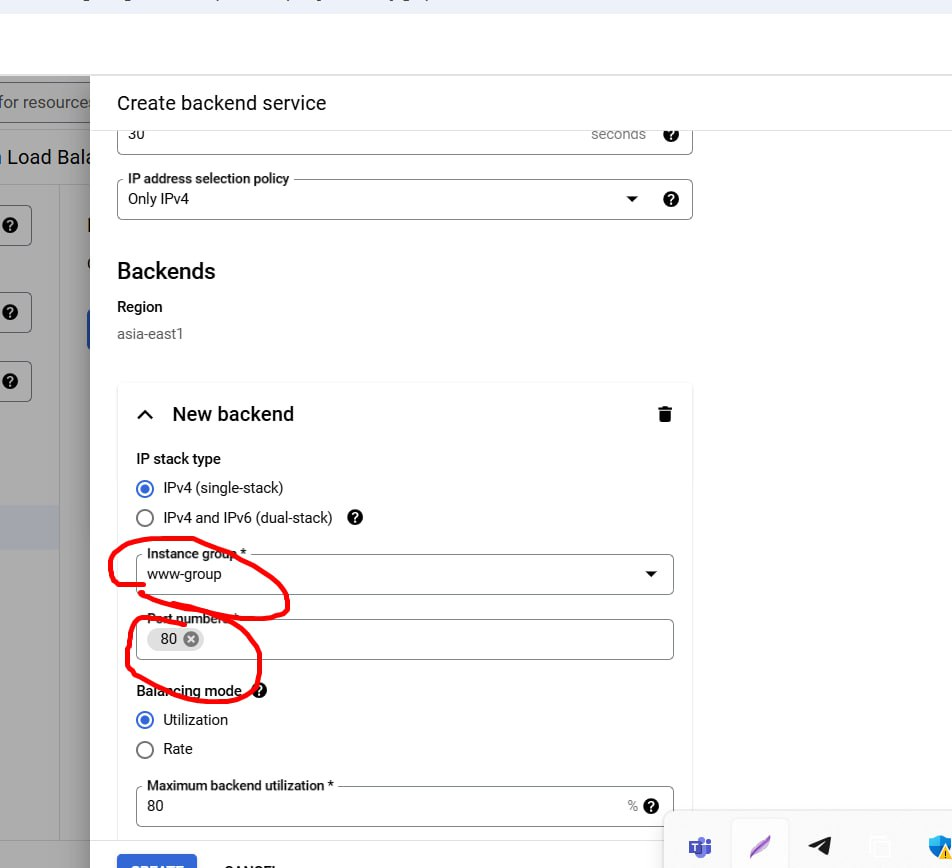 for resources
Create backend service
Load Bala
30 seconds
IP address selection policy
Only IPv4
Backends
Region
asia-east1
New backend
IP stack type
IPv4 (single-stack)
IPv4 and IPv6 (dual-stack)
Instance group *
www-group
Port numbers *
80
Balancing mode
Utilization
Rate
Maximum backend utilization *
80 %
CREATE CANCEL